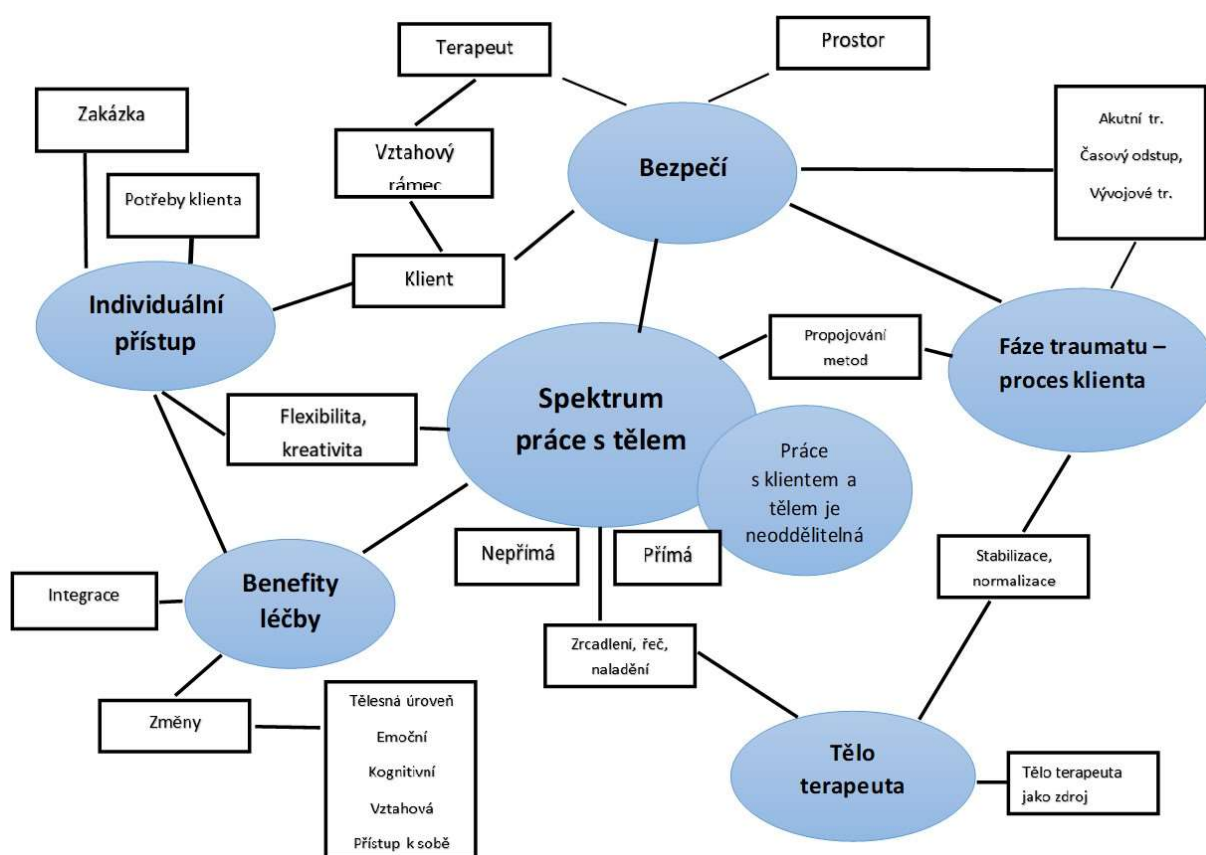 Terapeut
Prostor
Zakázka
Vztahový
rámec
Bezpečí
Akutní tr.
Časový odstup,
Vývojové tr.
Potřeby klienta
Klient
Individuální
přístup
Propojování
metod
Fáze traumatu –
proces klienta
Flexibilita,
kreativita
Spektrum
práce s tělem
Práce
s klientem a
tělem je
neoddělitelná
Nepřímá
Přímá
Stabilizace,
normalizace
Integrace
Benefity
léčby
Zrcadlení, řeč,
naladění
Změny
Tělesná úroveň
Emoční
Kognitivní
Vztahová
Přístup k sobě
Tělo
terapeuta
Tělo terapeuta
jako zdroj